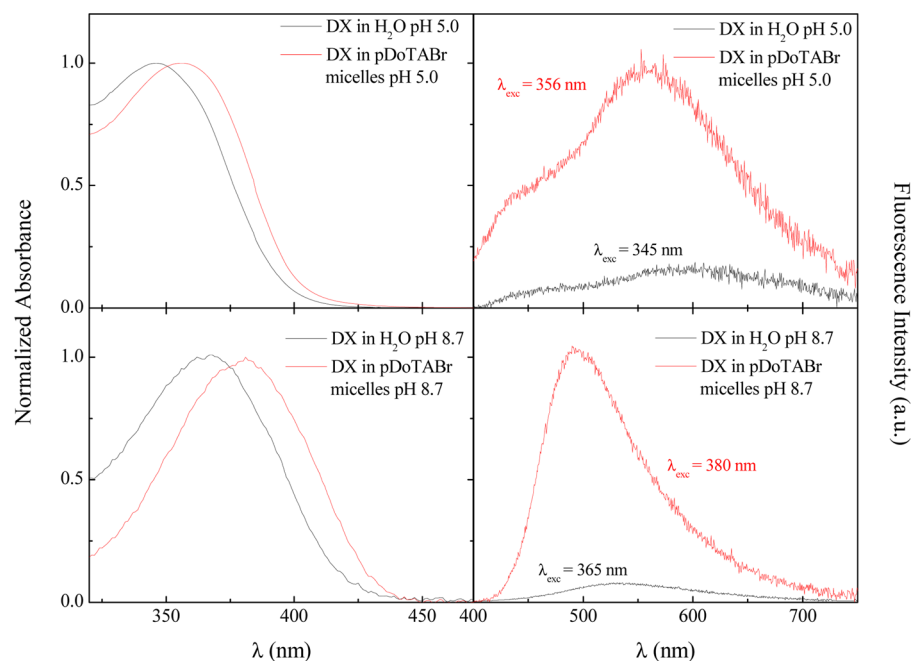 Normalized Absorbance
Fluorescence Intensity (a.u.)
DX in H₂O pH 5.0
DX in pDoTABr
micelles pH 5.0
1.0
0.5
0.0
DX in H₂O pH 5.0
DX in pDoTABr
micelles pH 5.0
λexc = 356 nm
λexc = 345 nm
DX in H₂O pH 8.7
DX in pDoTABr
micelles pH 8.7
1.0
0.5
0.0
350 400 450
λ (nm)
DX in H₂O pH 8.7
DX in pDoTABr
micelles pH 8.7
λexc = 380 nm
λexc = 365 nm
400 500 600 700
λ (nm)